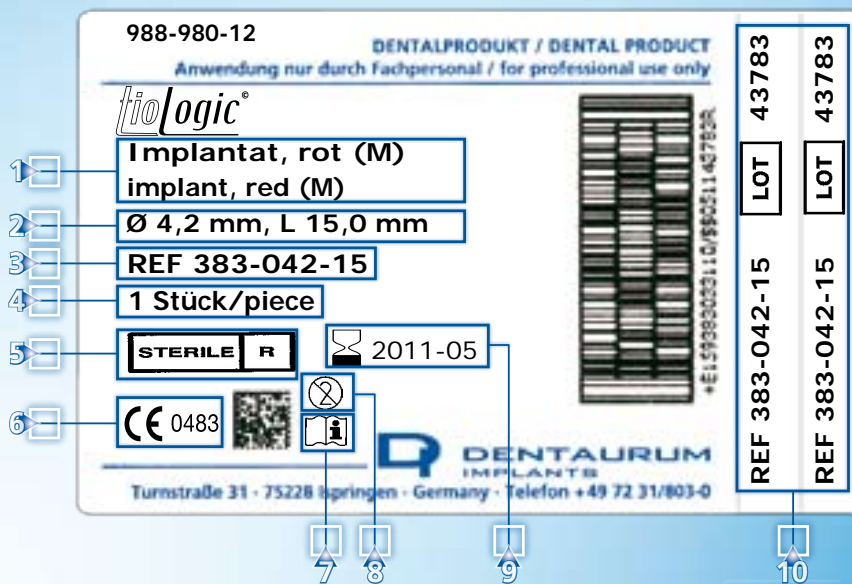 988-980-12
DENTALPRODUKT / DENTAL PRODUCT
Anwendung nur durch Fachpersonal / for professional use only
tioLogic©
1
Implantat, rot (M)
implant, red (M)
2
Ø 4,2 mm, L 15,0 mm
3
REF 383-042-15
4
1 Stück/piece
5
STERILE R
2011-05
6
CE 0483
2
i
DENTAURUM
IMPLANTS
Turnstraße 31 · 75228 Ispringen · Germany · Telefon +49 72 31/803-0
REF 383-042-15 LOT 43783
REF 383-042-15 LOT 43783
7
8
9
10